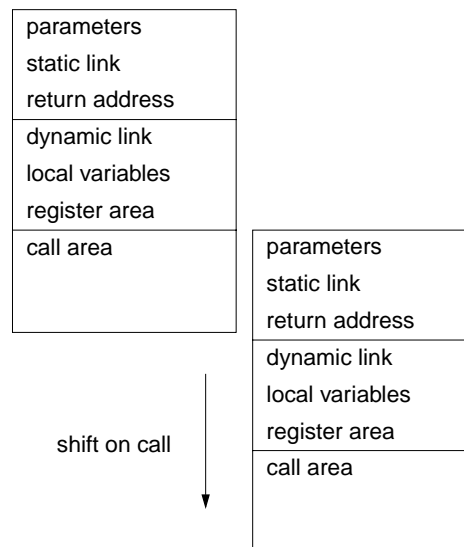 parameters
static link
return address
dynamic link
local variables
register area
call area
parameters
static link
return address
dynamic link
local variables
register area
call area
shift on call